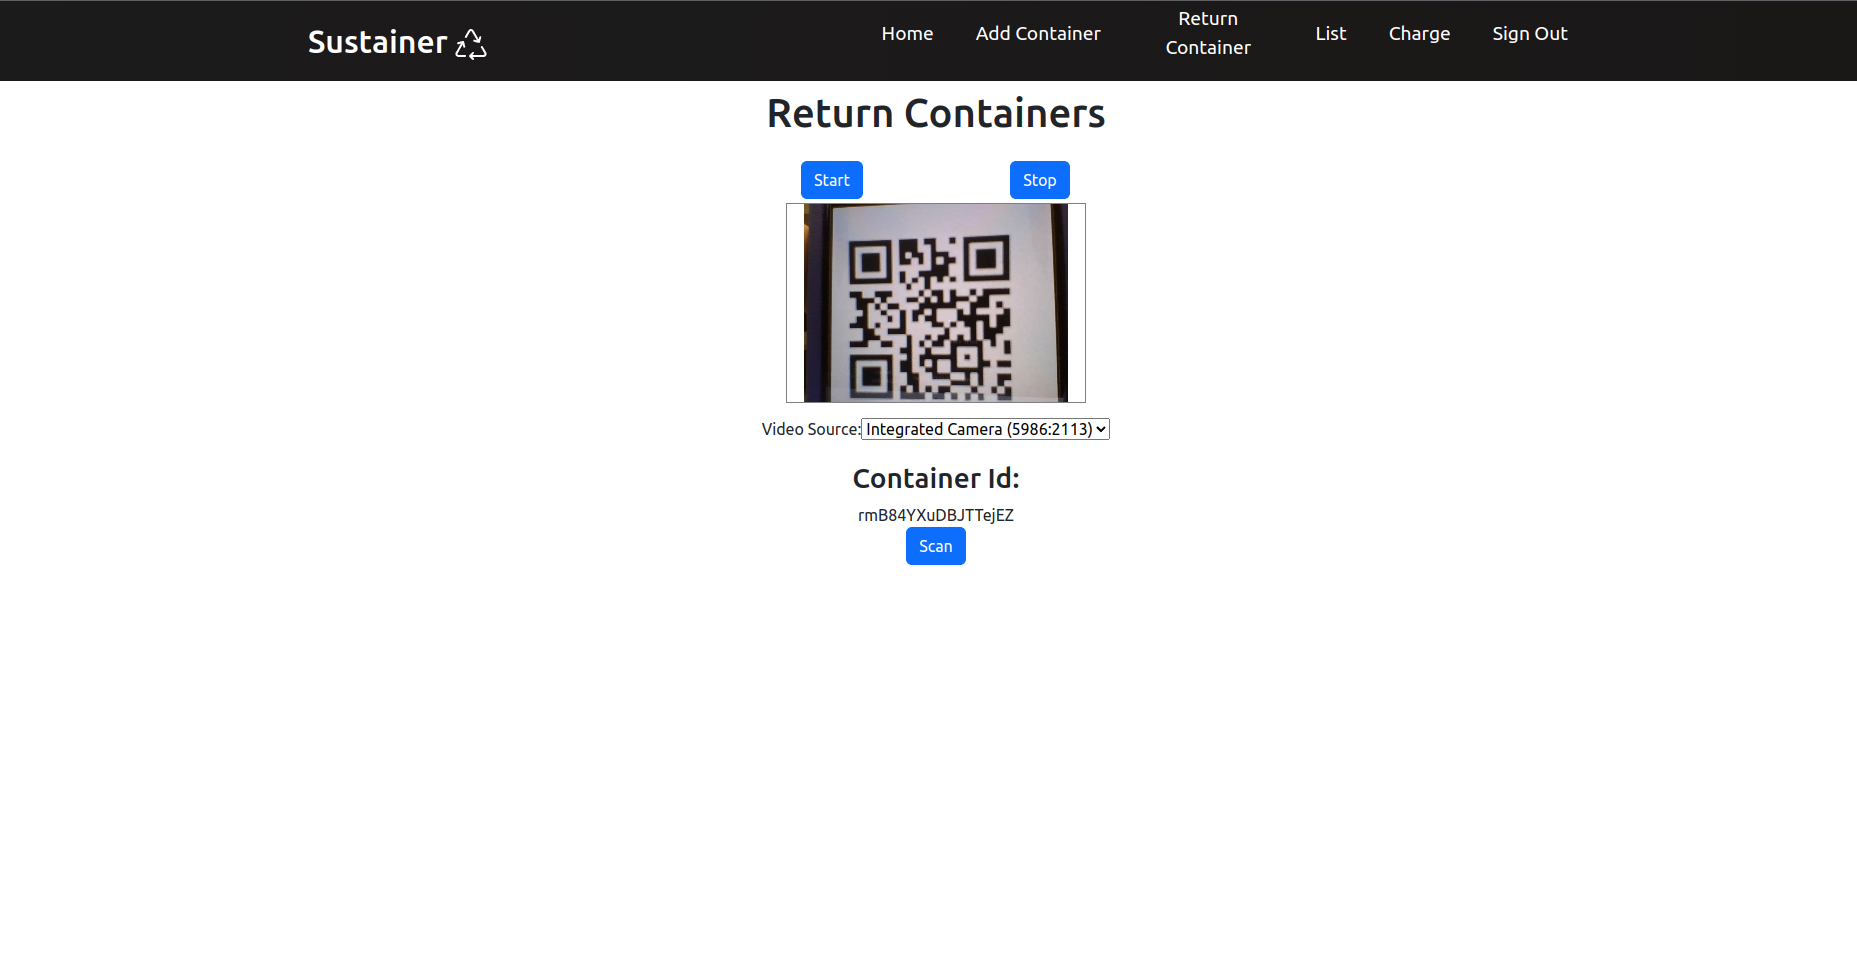 Sustainer
Home
Add Container
Return
Container
List
Charge
Sign Out
Return Containers
Start
Stop
Video Source:
Integrated Camera (5986:2113)
Container Id:
rmB84YXuDBJTTejEZ
Scan